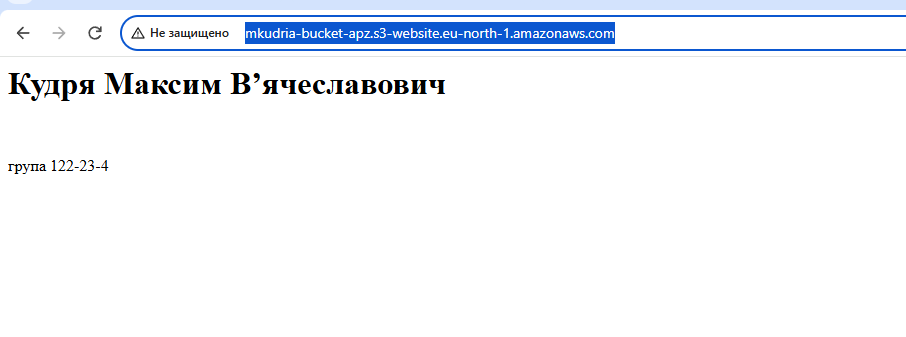 Не защищено mkudria-bucket-apz.s3-website.eu-north-1.amazonaws.com
Кудря Максим В’ячеславович
група 122-23-4